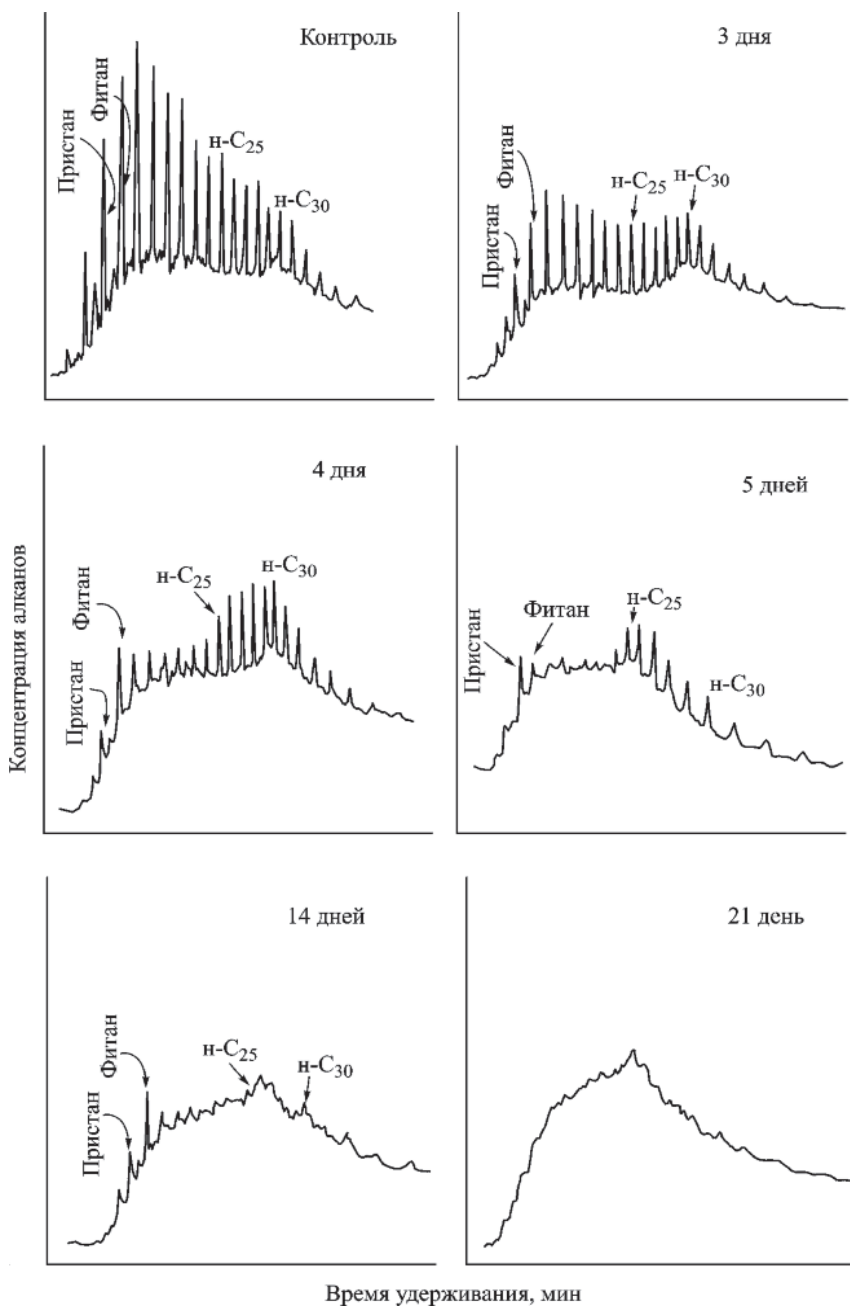 Контроль
Пристан
Фитан
н-C25
н-C30
3 дня
Пристан
Фитан
н-C25
н-C30
Концентрация алканов
4 дня
Пристан
Фитан
н-C25
н-C30
5 дней
Пристан
Фитан
н-C25
н-C30
14 дней
Пристан
Фитан
н-C25
н-C30
21 день
Время удерживания, мин